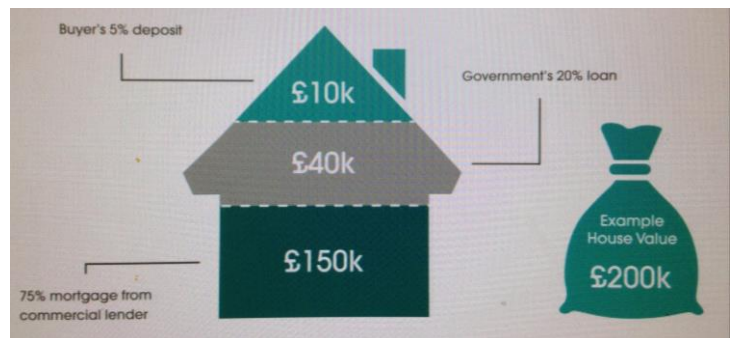 Buyer's 5% deposit
£10k
Government's 20% loan
£40k
£150k
75% mortgage from
commercial lender
Example
House Value
£200k